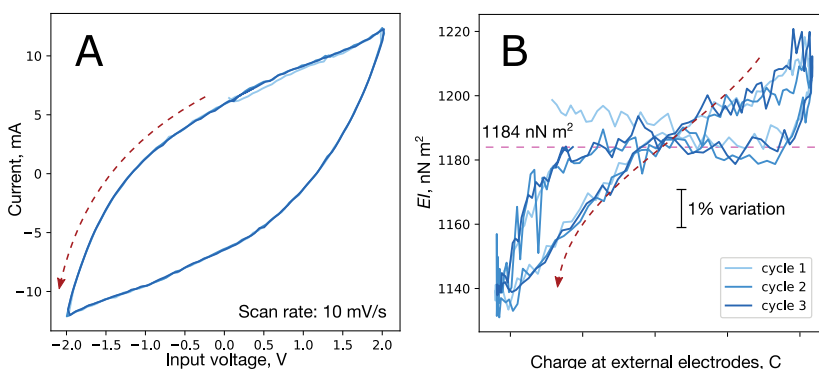 A
Current, mA
10
5
0
−5
−10
Scan rate: 10 mV/s
−2.0 −1.5 −1.0 −0.5 0.0 0.5 1.0 1.5 2.0
Input voltage, V
B
EI, nN m²
1220
1200
1180
1160
1140
1184 nN m²
1% variation
cycle 1
cycle 2
cycle 3
Charge at external electrodes, C